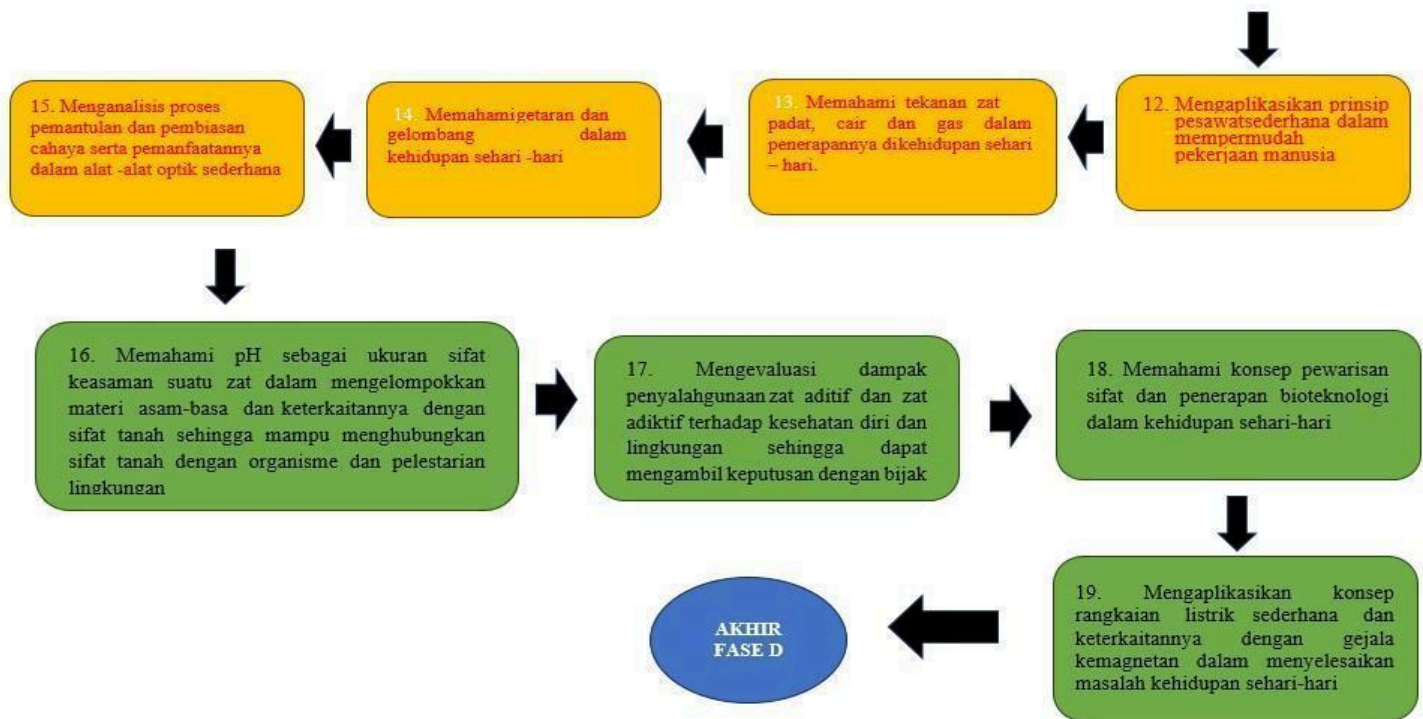 12. Mengaplikasikan prinsip
pesawatsederhana dalam
mempermudah
pekerjaan manusia
13. Memahami tekanan zat
padat, cair dan gas dalam
penerapannya dikehidupan sehari
– hari.
14. Memahamigetaran dan
gelombang dalam
kehidupan sehari -hari
15. Menganalisis proses
pemantulan dan pembiasan
cahaya serta pemanfaatannya
dalam alat -alat optik sederhana
16. Memahami pH sebagai ukuran sifat
keasaman suatu zat dalam mengelompokkan
materi asam-basa dan keterkaitannya dengan
sifat tanah sehingga mampu menghubungkan
sifat tanah dengan organisme dan pelestarian
lingkungan
17. Mengevaluasi dampak
penyalahgunaan zat aditif dan zat
adiktif terhadap kesehatan diri dan
lingkungan sehingga dapat
mengambil keputusan dengan bijak
18. Memahami konsep pewarisan
sifat dan penerapan bioteknologi
dalam kehidupan sehari-hari
19. Mengaplikasikan konsep
rangkaian listrik sederhana dan
keterkaitannya dengan gejala
kemagnetan dalam menyelesaikan
masalah kehidupan sehari-hari
AKHIR
FASE D